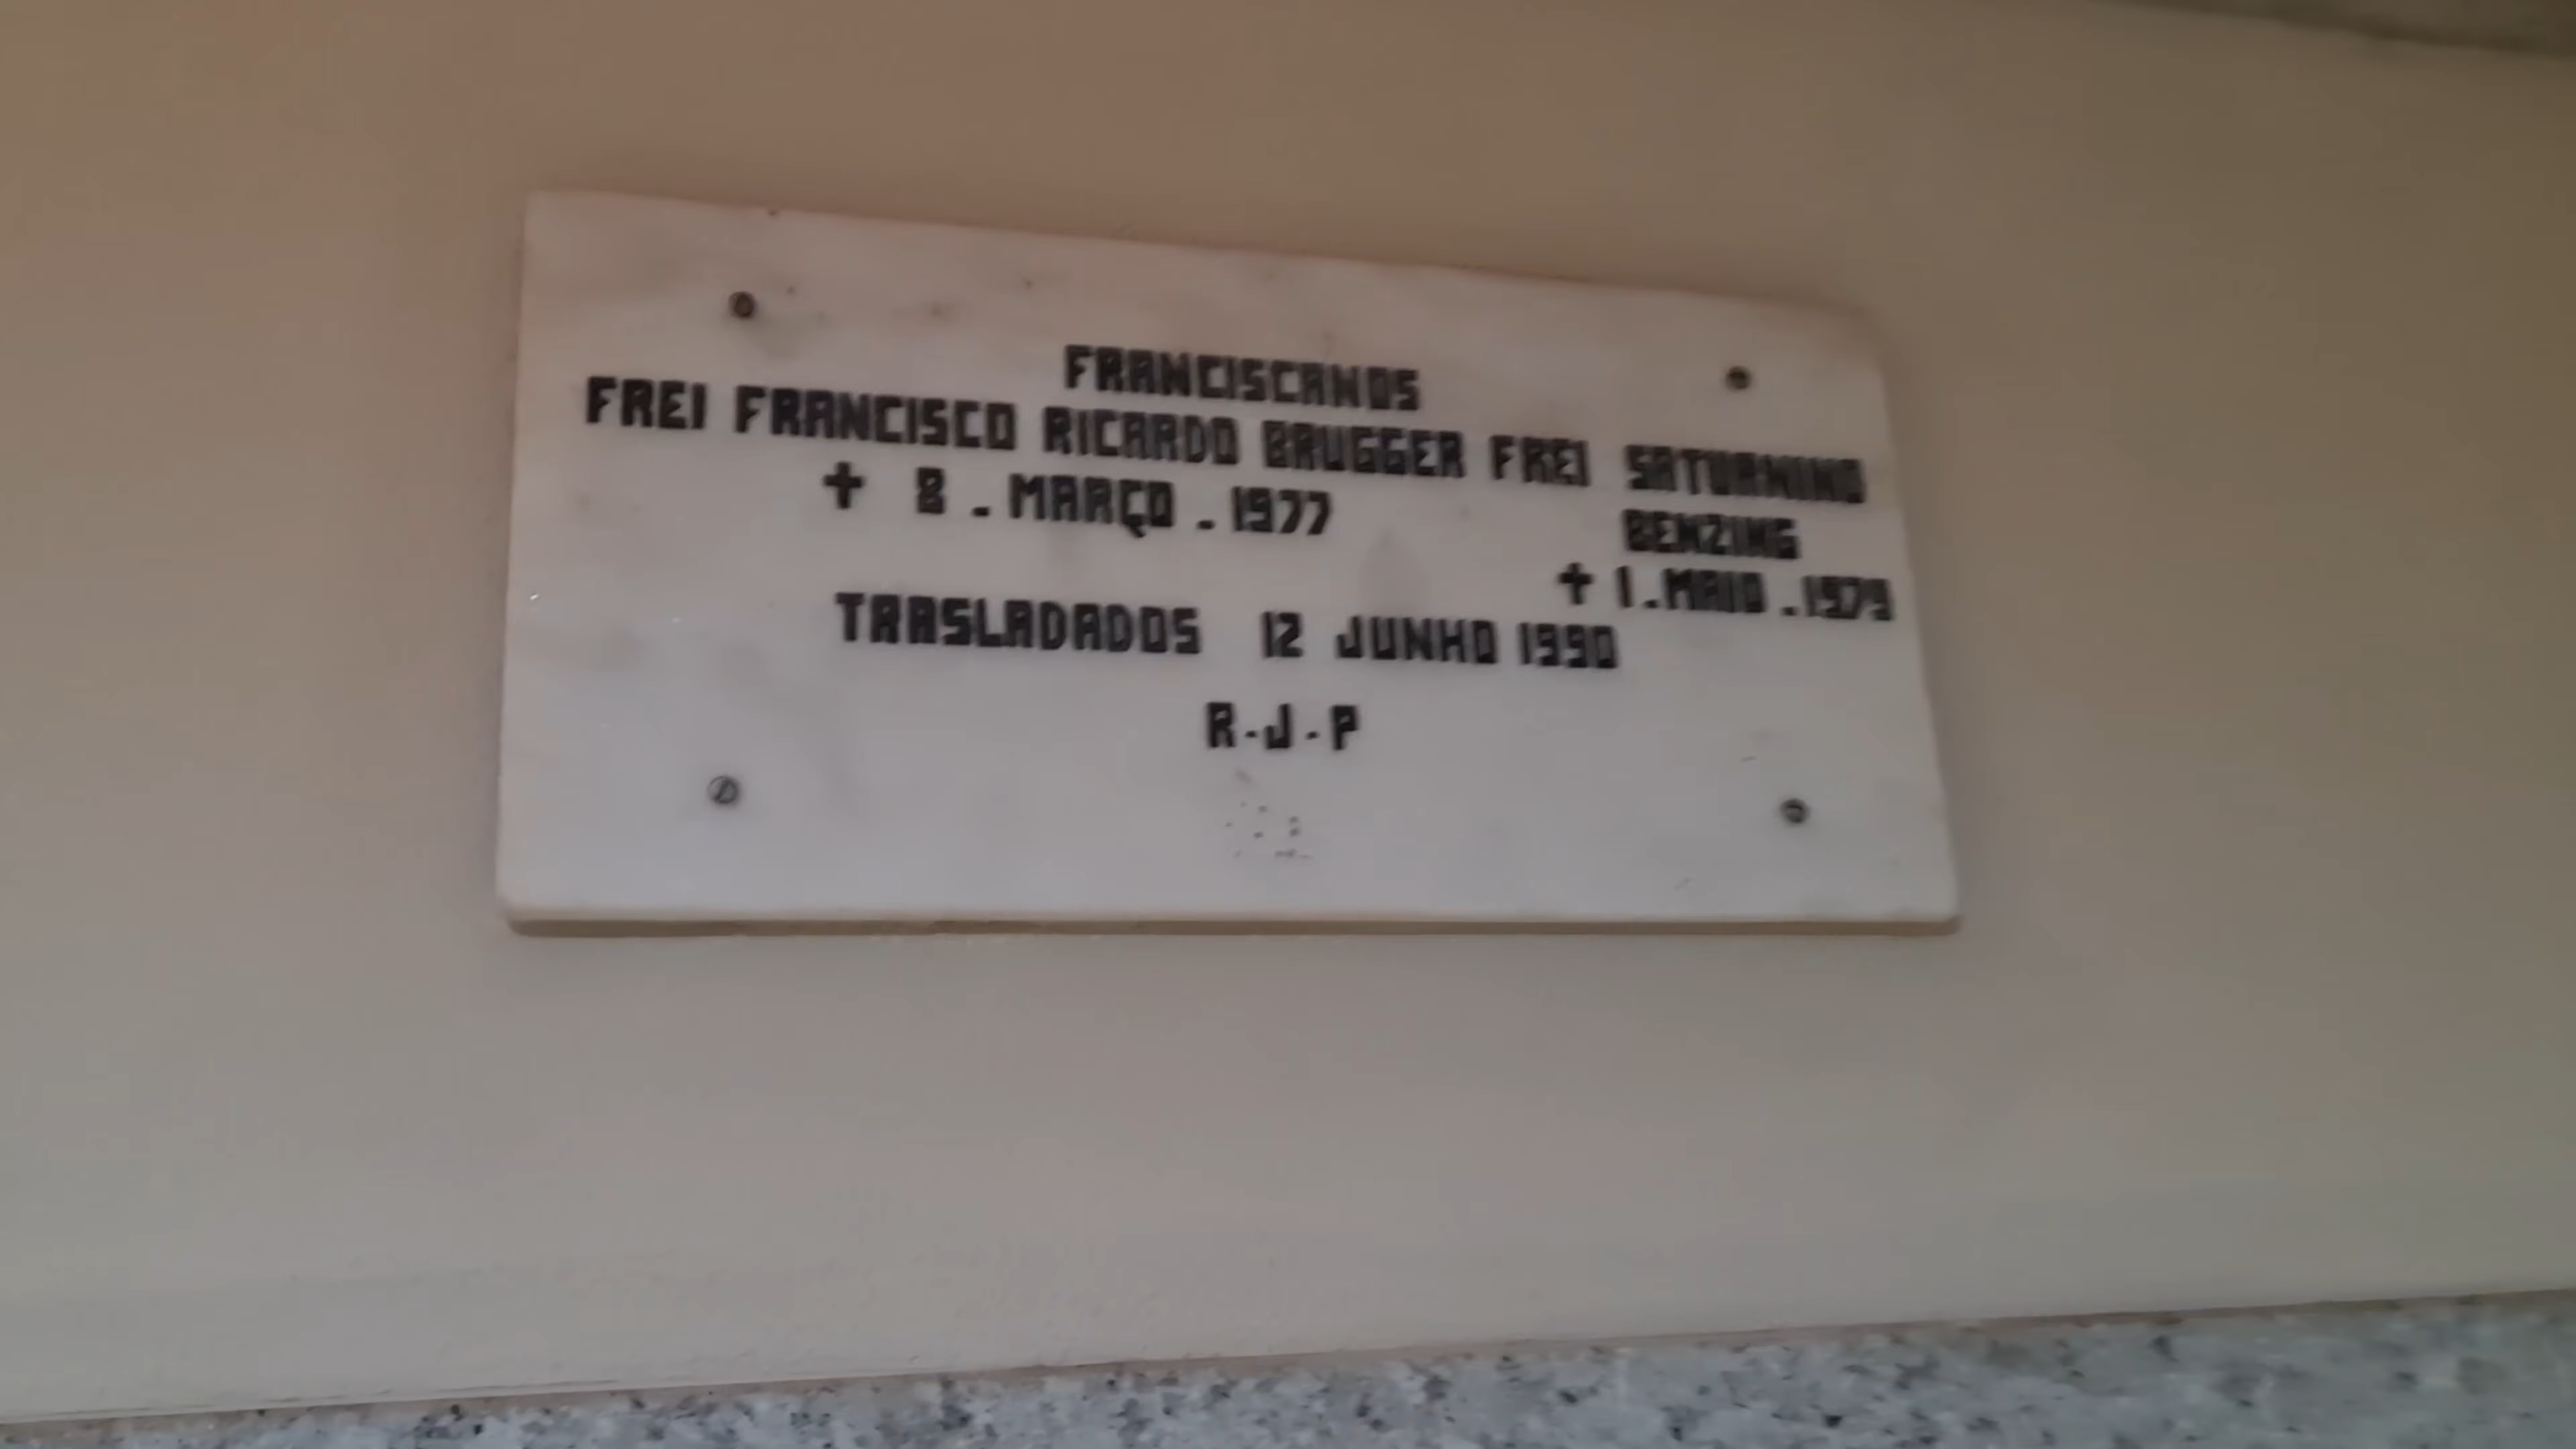 FRANCISCANOS
FREI FRANCISCO RICARDO BRUGGER FREI SATURNINO
BENZING
✝ 8 . MARÇO . 1977
✝ 1 . MAIO . 1979
TRASLADADOS 12 JUNHO 1990
R . J . P